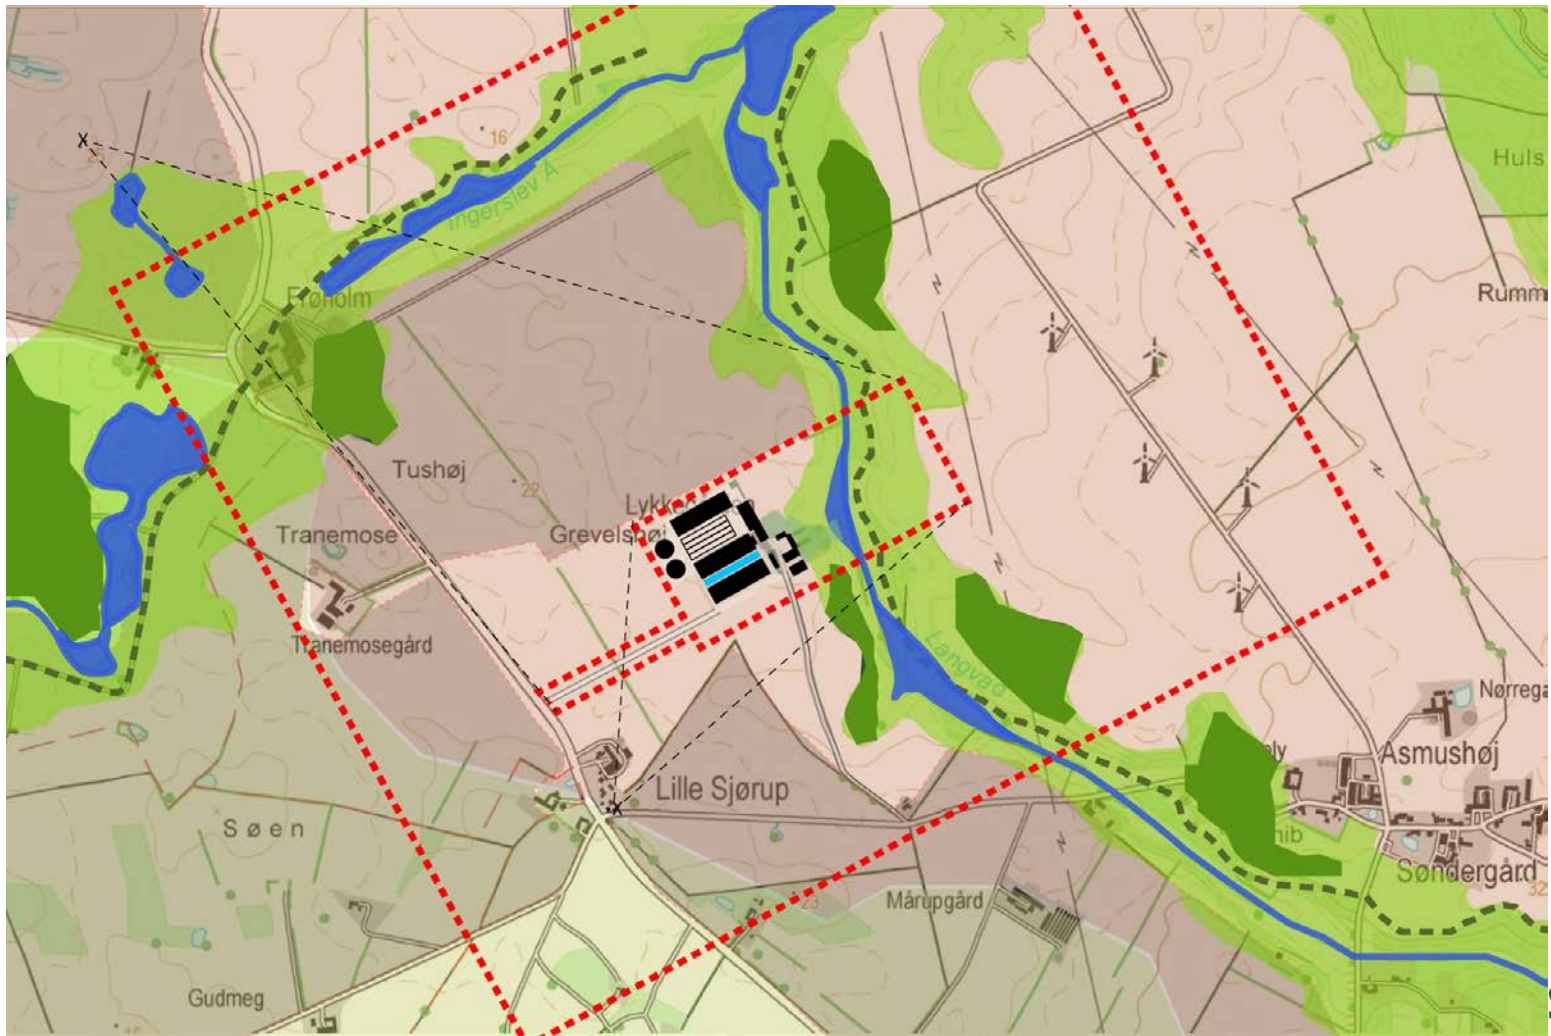 X
16
Ingerslev Å
Huls
Frøholm
Rumm
Tushøj
22
Tranemose
Grevelshøj
Tranemosegård
Langvad
Nørrega
Asmushøj
Lille Sjørup
X
Søen
Søndergård
32
Mårupgård
23
Gudmeg